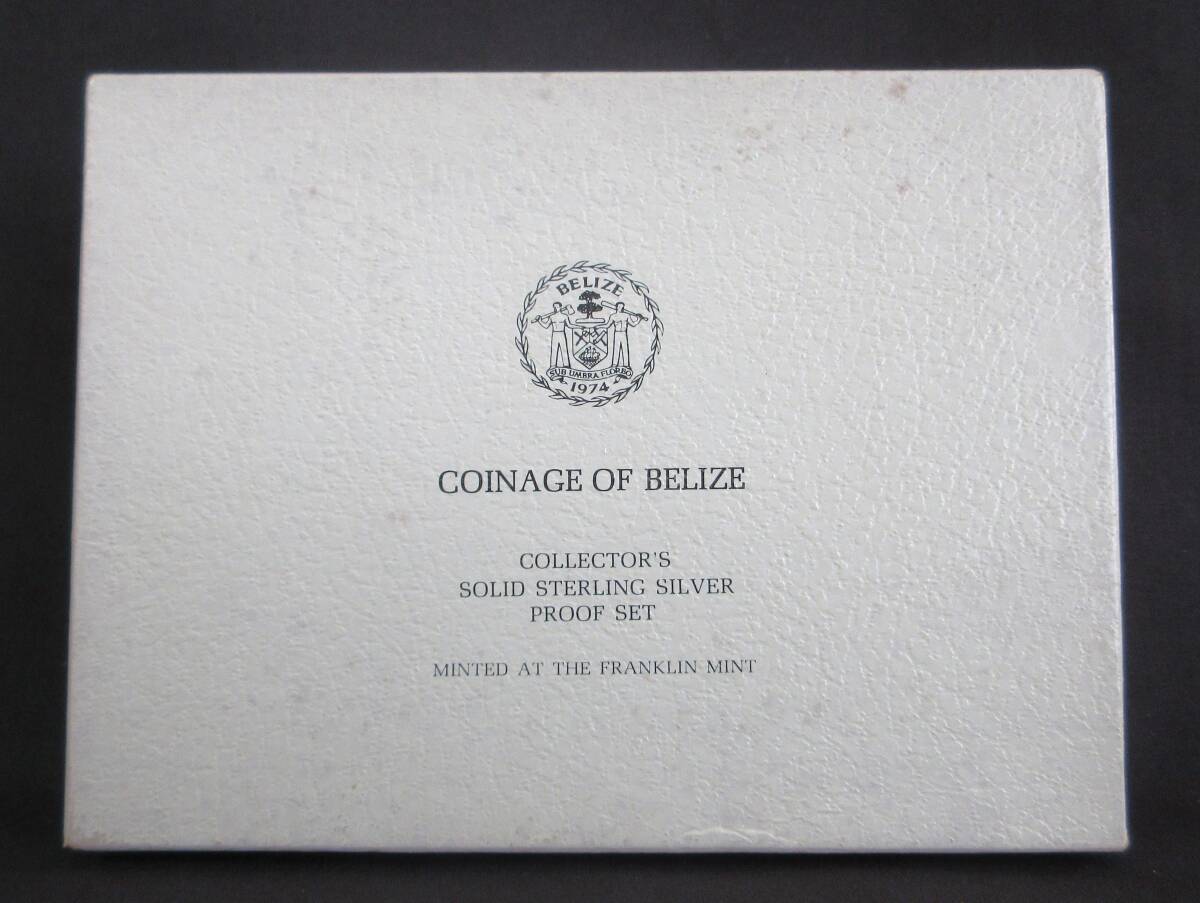 BELIZE
SUB UMBRA FLOREO
1974
COINAGE OF BELIZE
COLLECTOR'S
SOLID STERLING SILVER
PROOF SET
MINTED AT THE FRANKLIN MINT